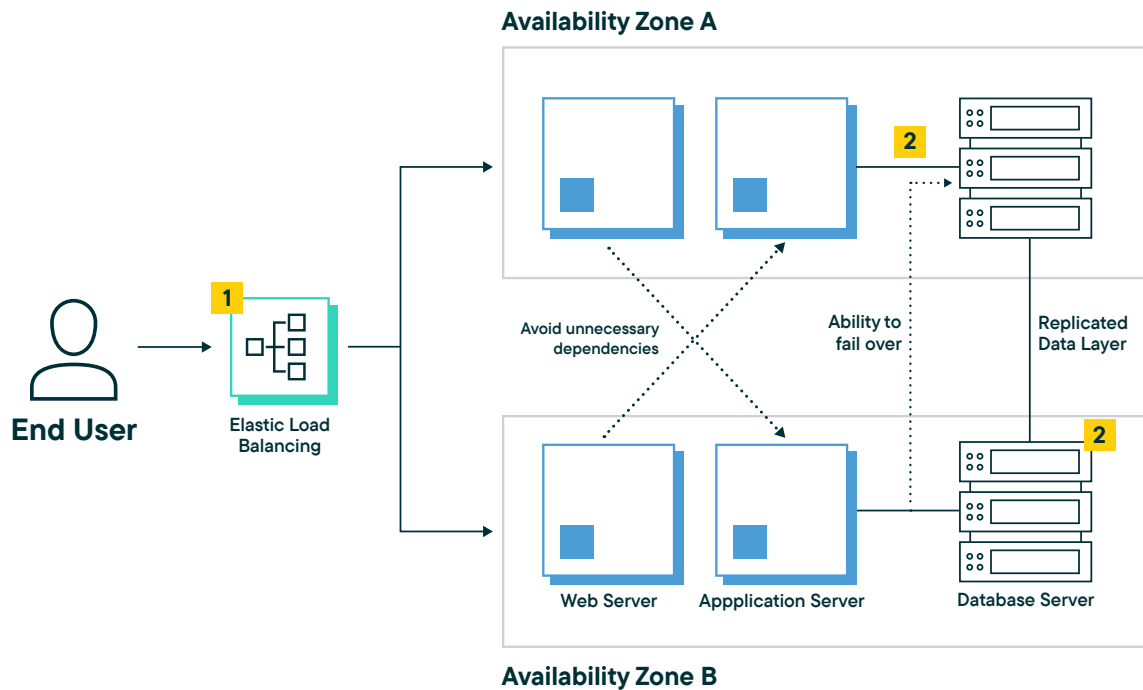 Availability Zone A
2
1
Avoid unnecessary
dependencies
Ability to
fail over
Replicated
Data Layer
End User
Elastic Load
Balancing
2
Web Server
Appplication Server
Database Server
Availability Zone B